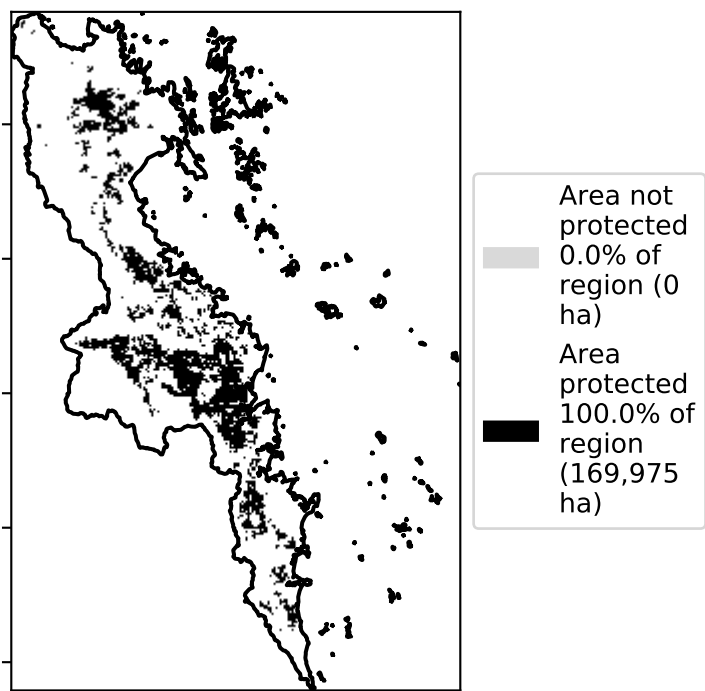 Area not
protected
0.0% of
region (0
ha)
Area
protected
100.0% of
region
(169,975
ha)